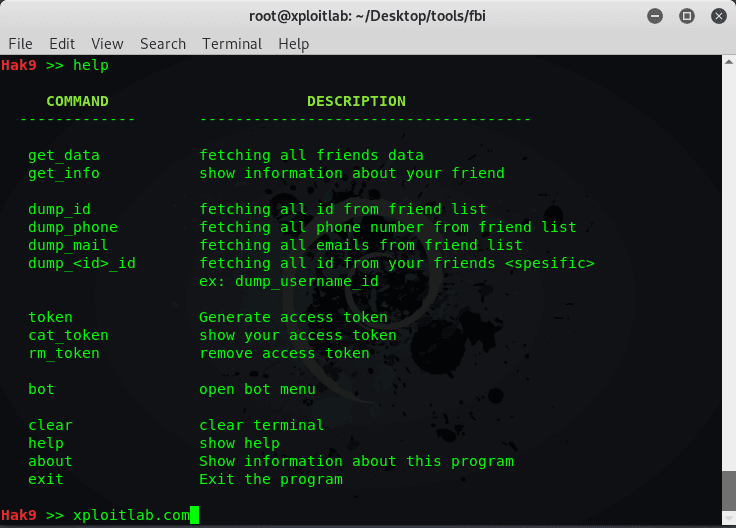 root@xploitlab: ~/Desktop/tools/fbi
File Edit View Search Terminal Help
Hak9 >> help
COMMAND DESCRIPTION
------------- -------------------------------------
get_data fetching all friends data
get_info show information about your friend
dump_id fetching all id from friend list
dump_phone fetching all phone number from friend list
dump_mail fetching all emails from friend list
dump_<id>_id fetching all id from your friends <spesific>
ex: dump_username_id
token Generate access token
cat_token show your access token
rm_token remove access token
bot open bot menu
clear clear terminal
help show help
about Show information about this program
exit Exit the program
Hak9 >> xploitlab.com